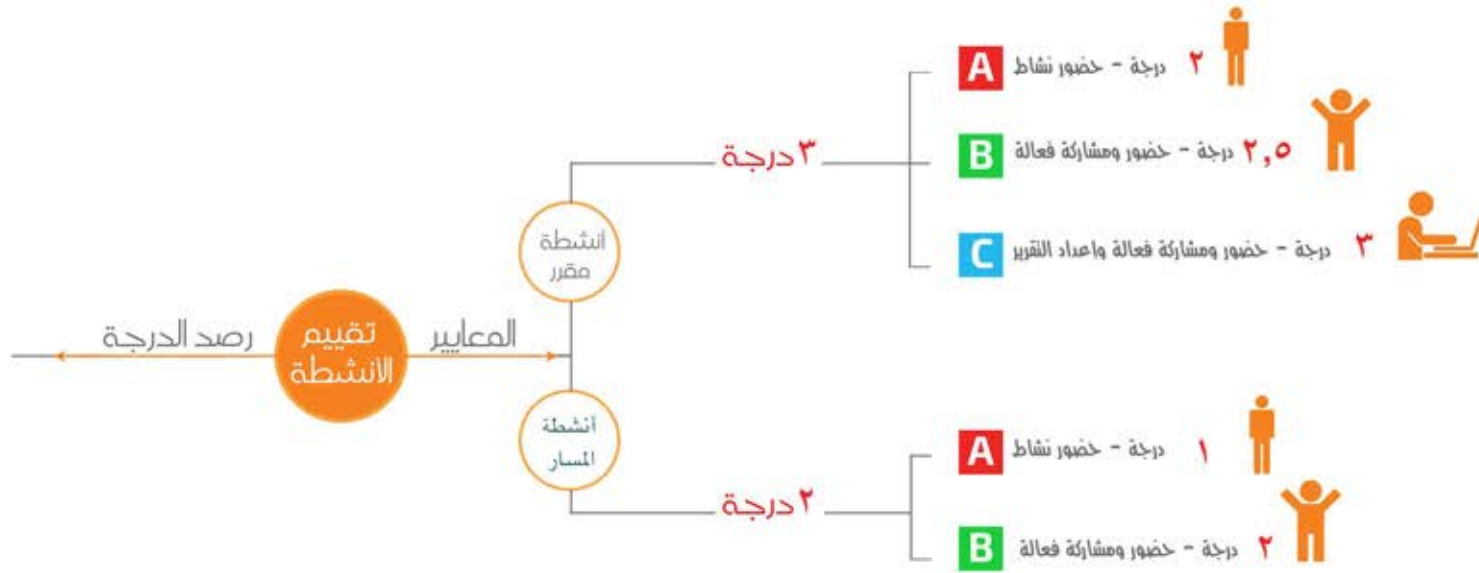 A ٢ درجة - حضور نشاط
B ٢,٥ درجة - حضور ومشاركة فعالة
C ٣ درجة - حضور ومشاركة فعالة واعداد التقرير
٣ درجة
أنشطة
مقرر
تقييم
الانشطة
المعايير
رصد الدرجة
أنشطة
المسار
٢ درجة
A ١ درجة - حضور نشاط
B ٢ درجة - حضور ومشاركة فعالة